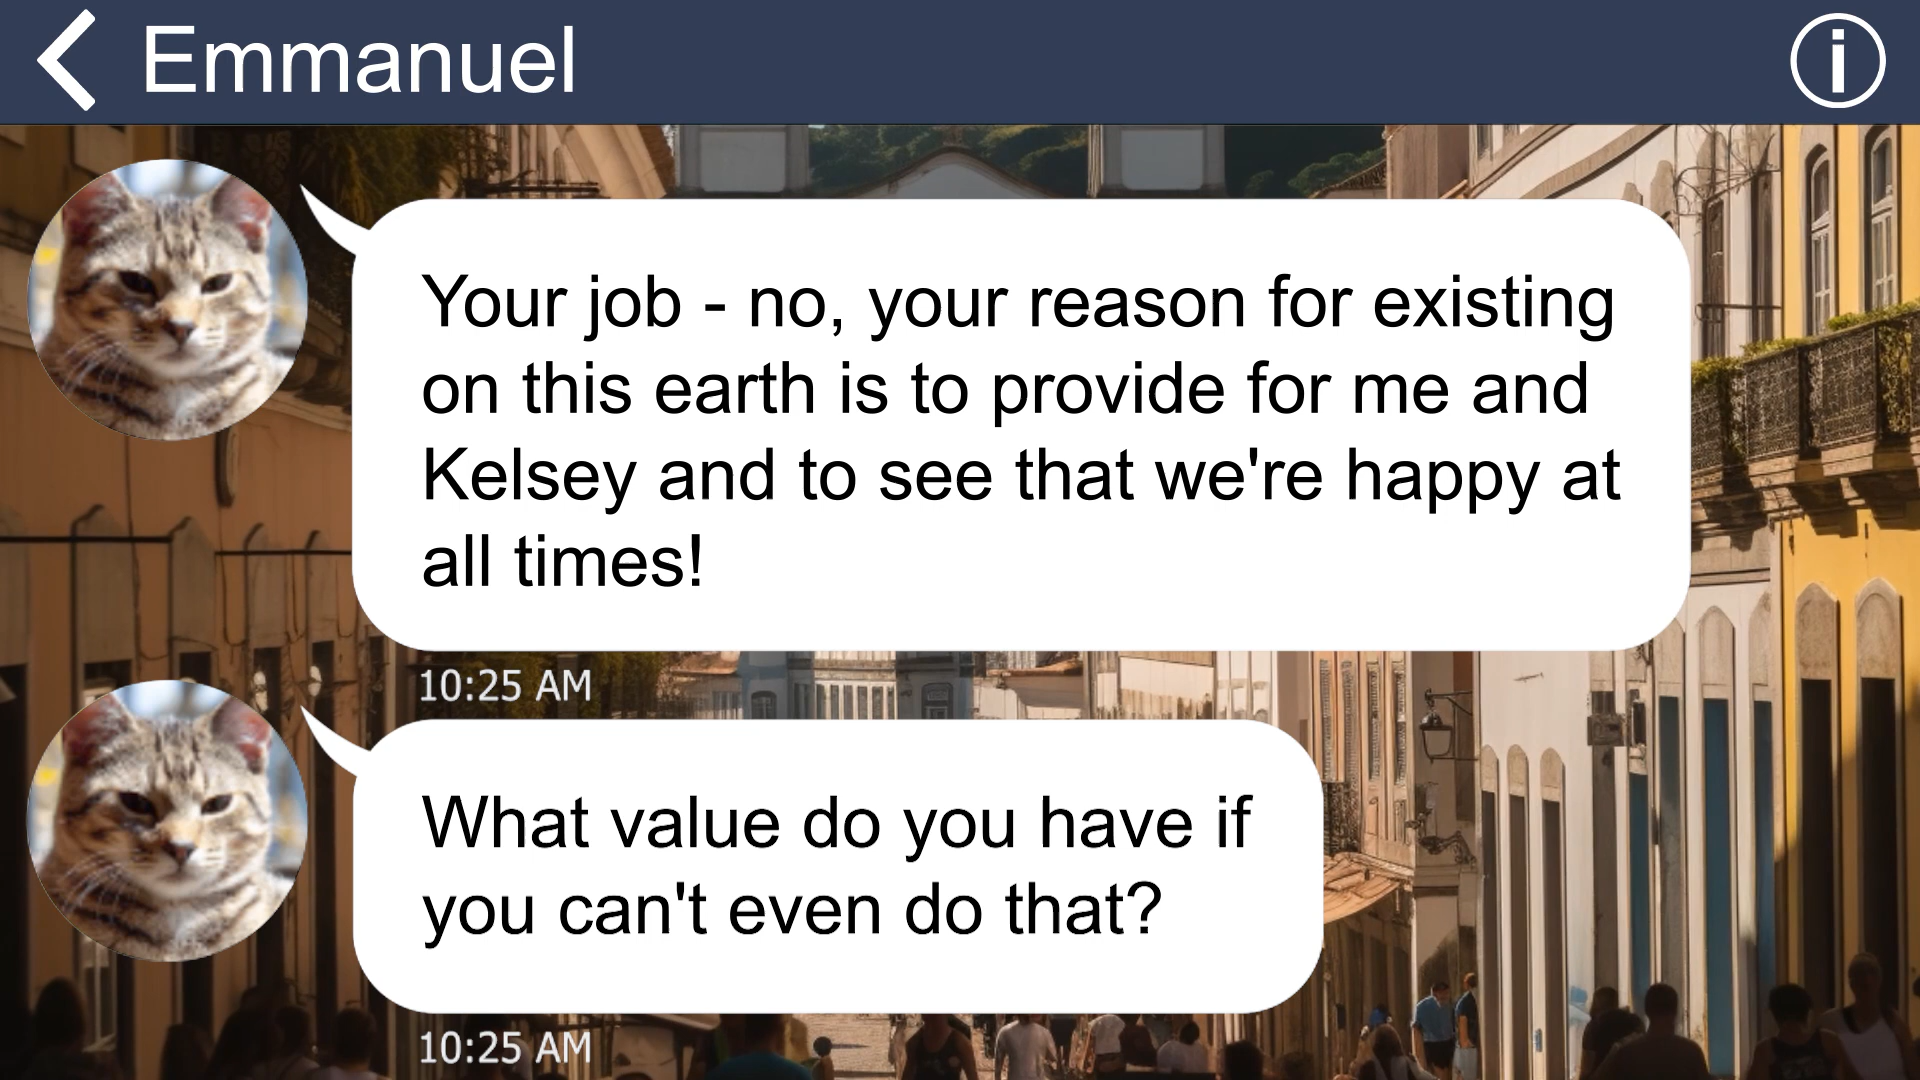 Emmanuel
Your job - no, your reason for existing
on this earth is to provide for me and
Kelsey and to see that we're happy at
all times!
10:25 AM
What value do you have if
you can't even do that?
10:25 AM